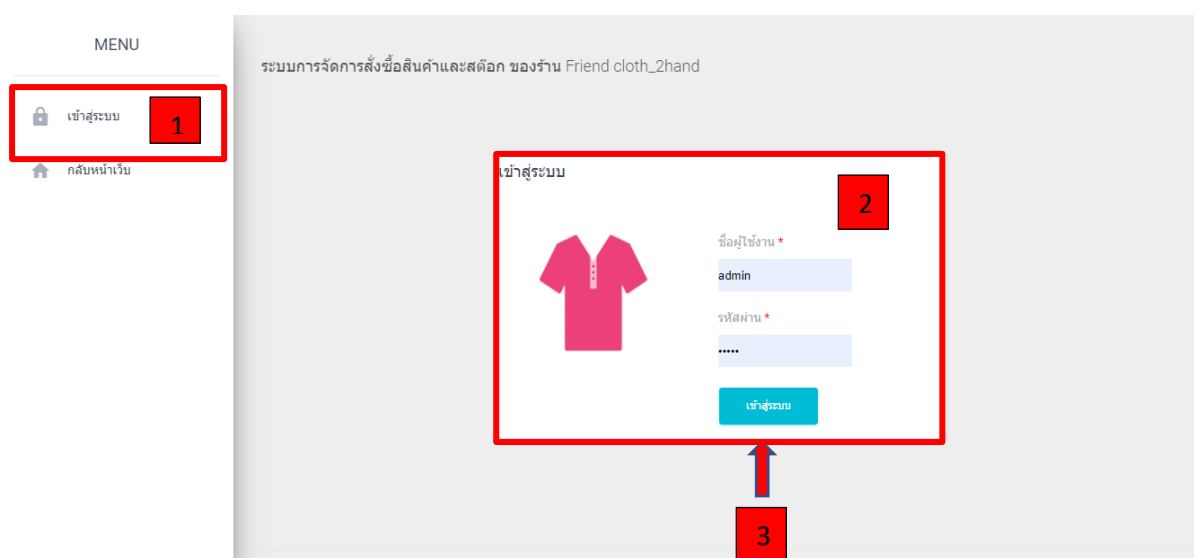 MENU
ระบบการจัดการสั่งซื้อสินค้าและสต๊อก ของร้าน Friend cloth_2hand
เข้าสู่ระบบ
1
กลับหน้าเว็บ
เข้าสู่ระบบ
2
ชื่อผู้ใช้งาน *
admin
รหัสผ่าน *
•••••
เข้าสู่ระบบ
3